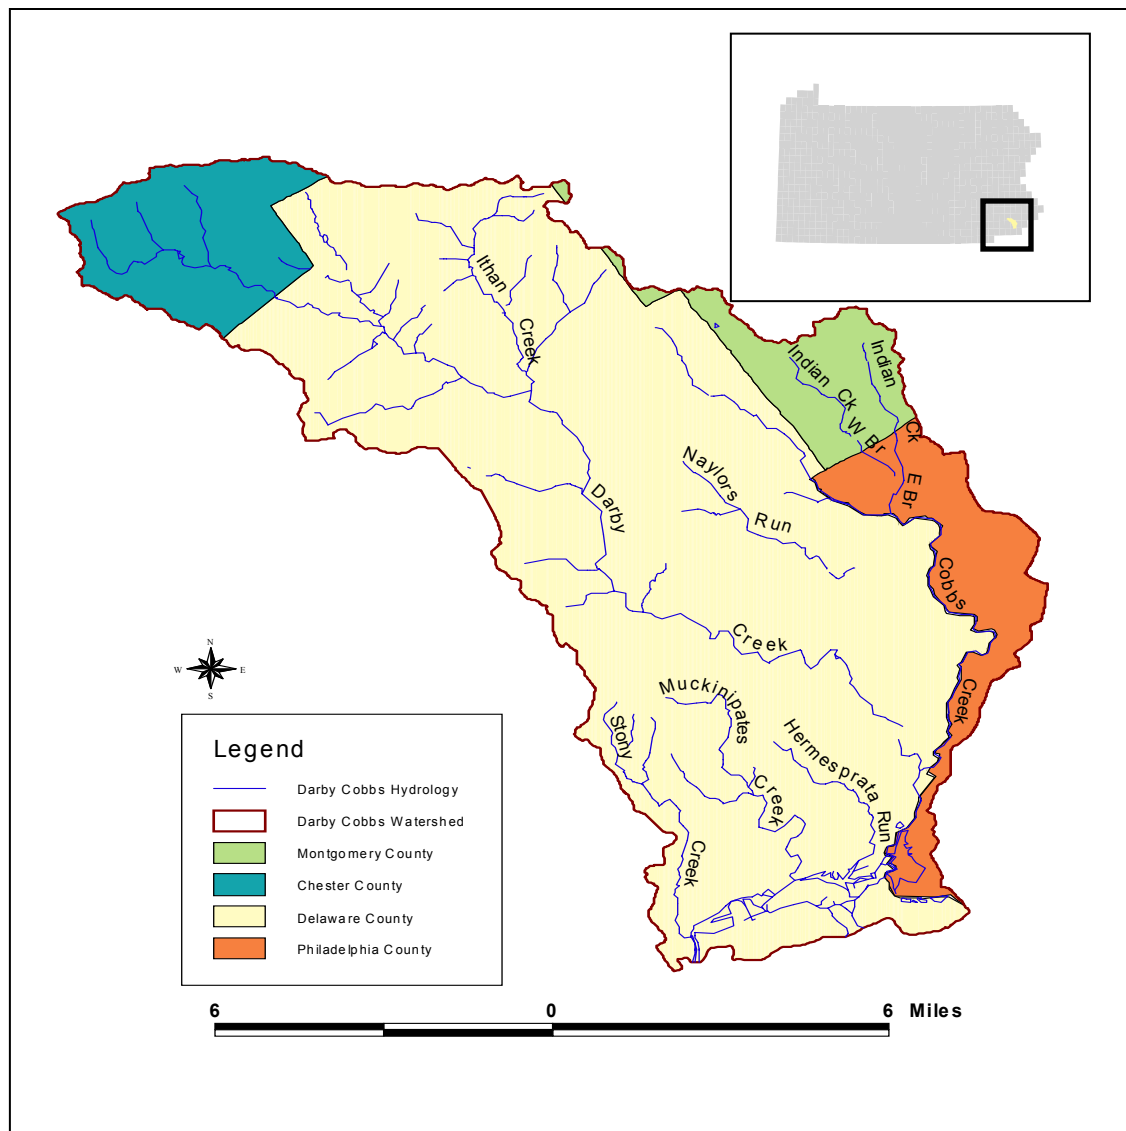 Ithan
Creek
Indian Ck W Br
Indian Ck E Br
Naylors Run
Darby
Creek
Cobbs
Creek
Muckinipates
Creek
Stony
Creek
Hermesprata Run
N
W E
S
Legend
Darby Cobbs Hydrology
Darby Cobbs Watershed
Montgomery County
Chester County
Delaware County
Philadelphia County
6 0 6 Miles